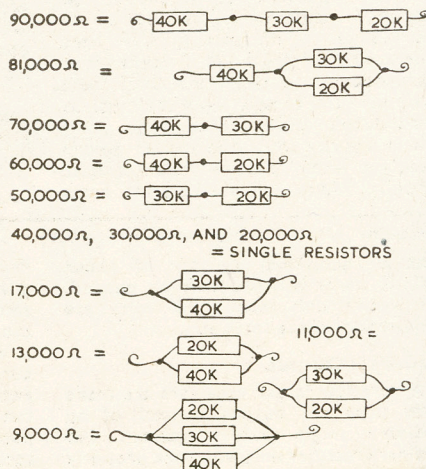 90,000Ω = 40K 30K 20K
81,000Ω = 40K 30K 20K
70,000Ω = 40K 30K
60,000Ω = 40K 20K
50,000Ω = 30K 20K
40,000Ω, 30,000Ω, AND 20,000Ω
= SINGLE RESISTORS
17,000Ω = 30K 40K
13,000Ω = 20K 40K
11,000Ω =
30K 20K
9,000Ω = 20K 30K 40K